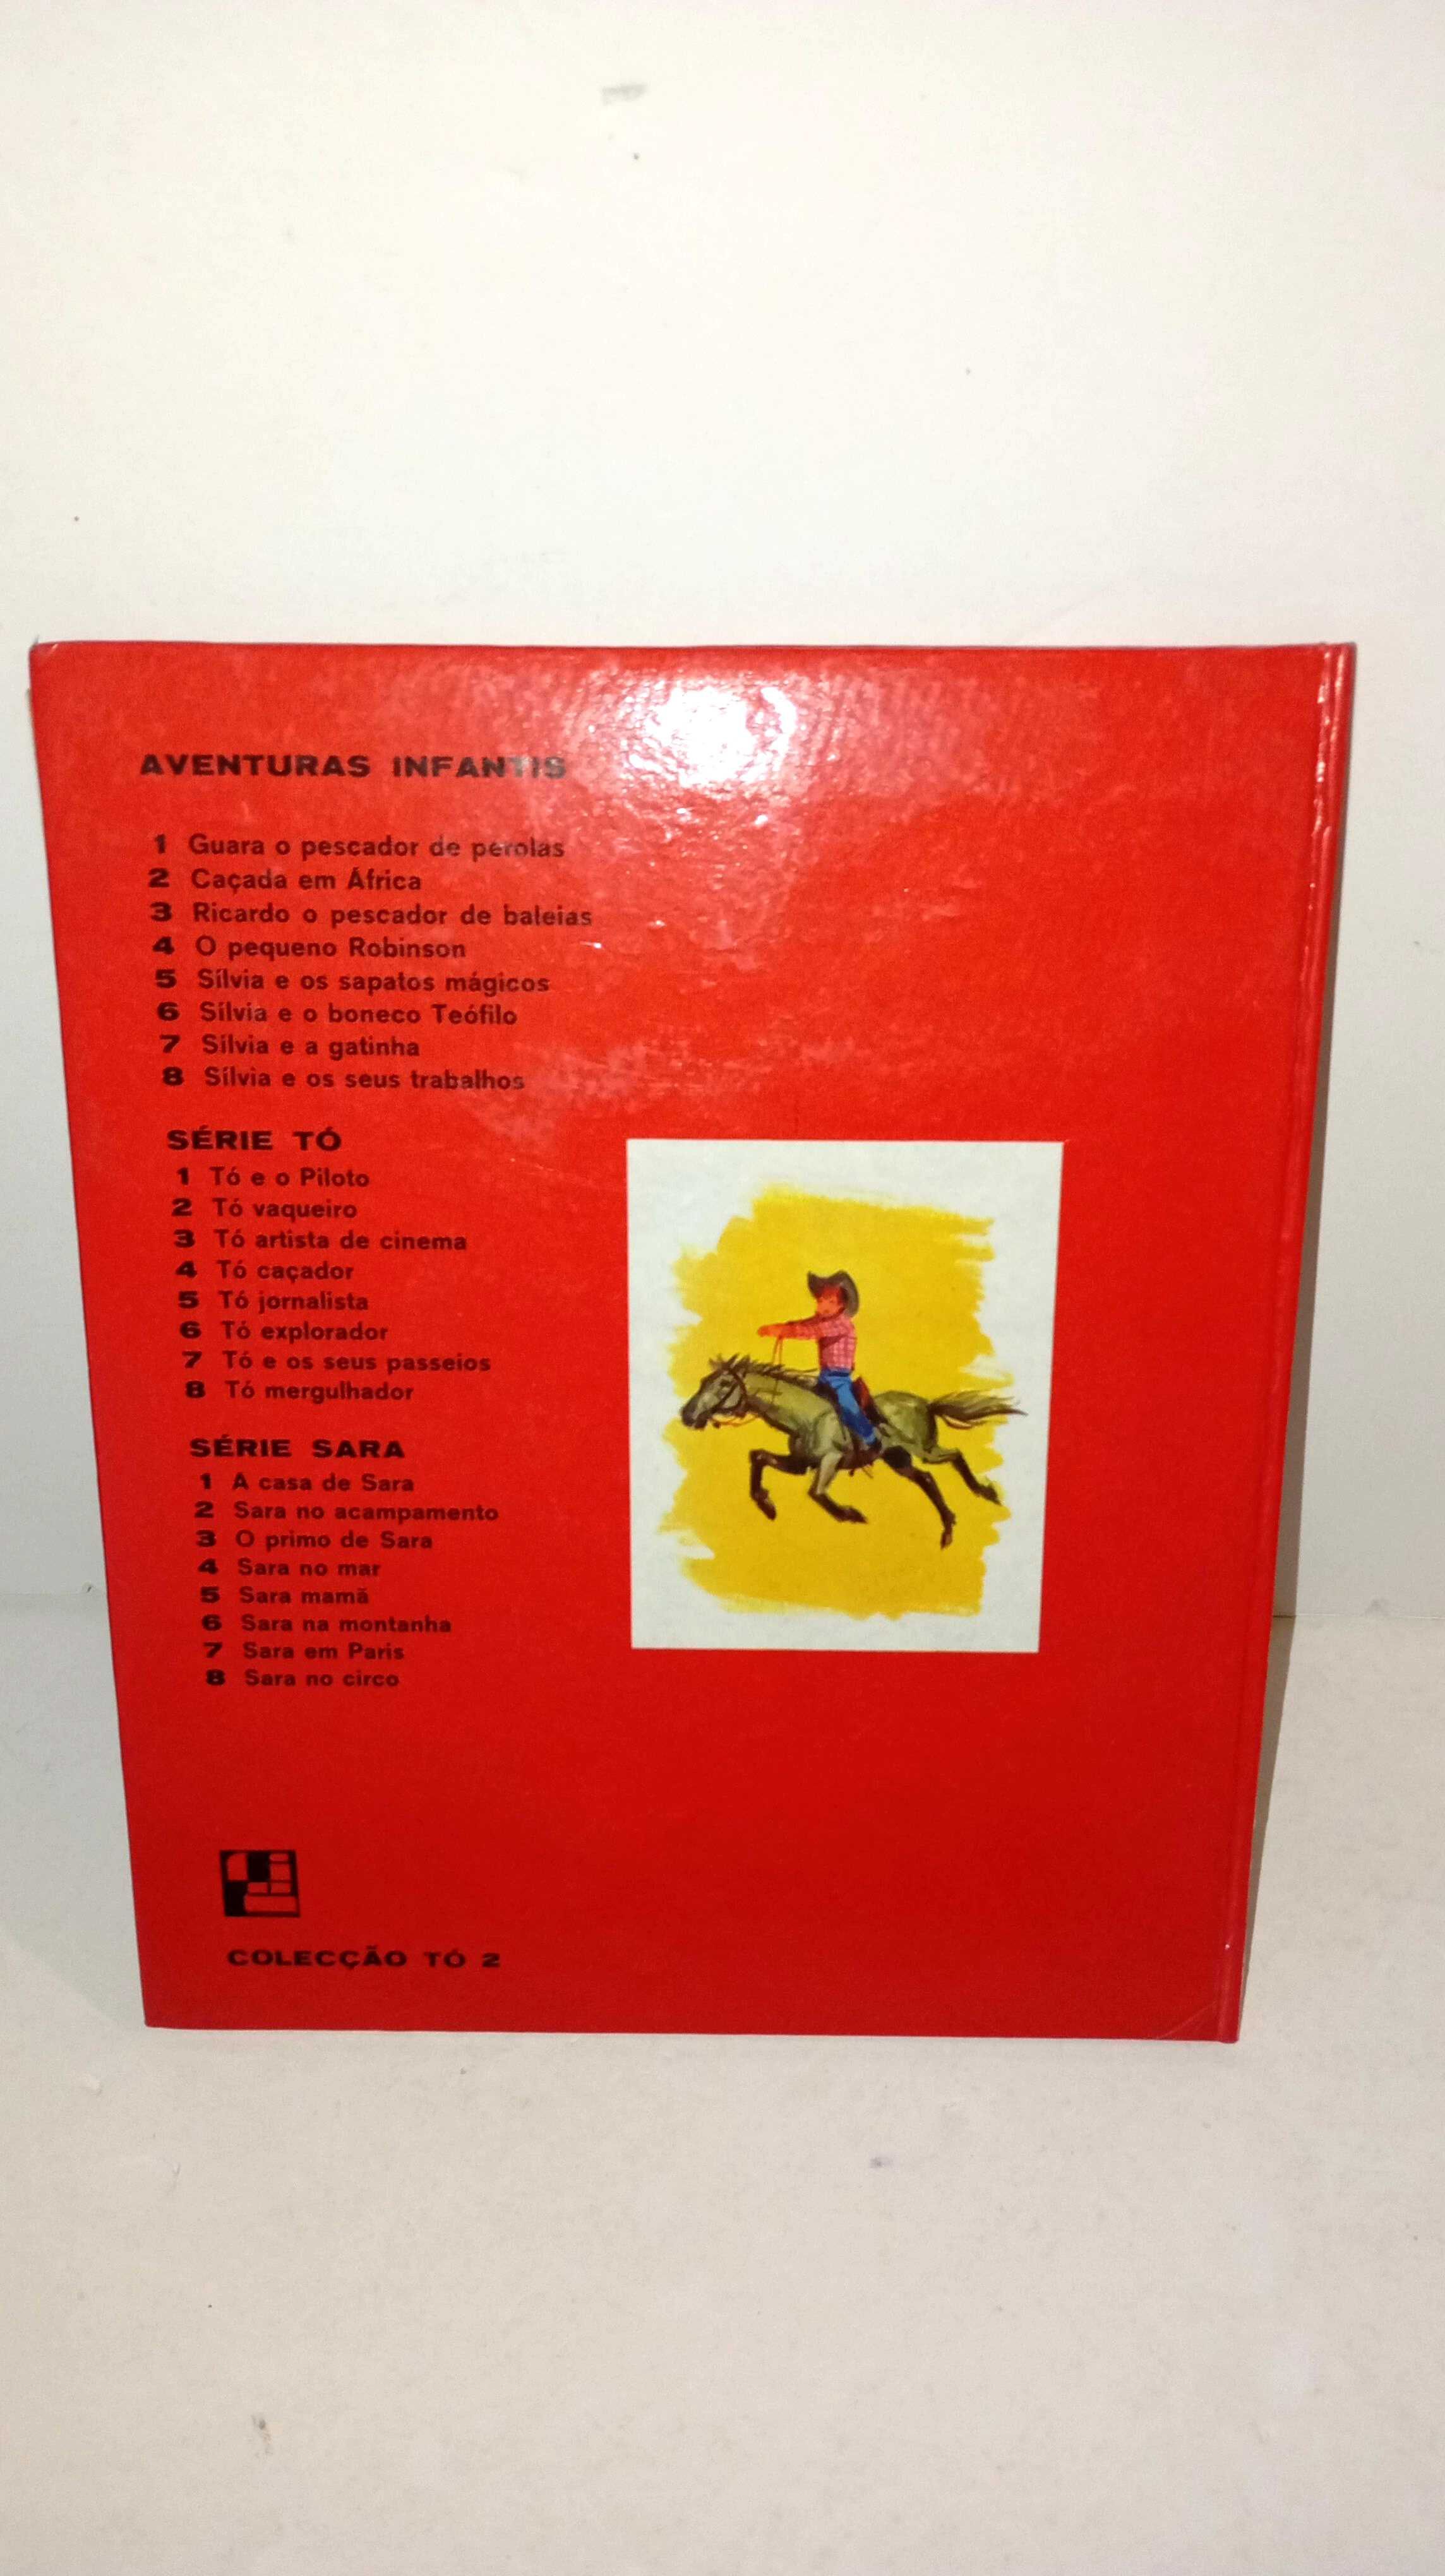 AVENTURAS INFANTIS
1 Guara o pescador de perolas
2 Caçada em África
3 Ricardo o pescador de baleias
4 O pequeno Robinson
5 Sílvia e os sapatos mágicos
6 Sílvia e o boneco Teófilo
7 Sílvia e a gatinha
8 Sílvia e os seus trabalhos
SÉRIE TÓ
1 Tó e o Piloto
2 Tó vaqueiro
3 Tó artista de cinema
4 Tó caçador
5 Tó jornalista
6 Tó explorador
7 Tó e os seus passeios
8 Tó mergulhador
SÉRIE SARA
1 A casa de Sara
2 Sara no acampamento
3 O primo de Sara
4 Sara no mar
5 Sara mamã
6 Sara na montanha
7 Sara em Paris
8 Sara no circo
COLECÇÃO TÓ 2